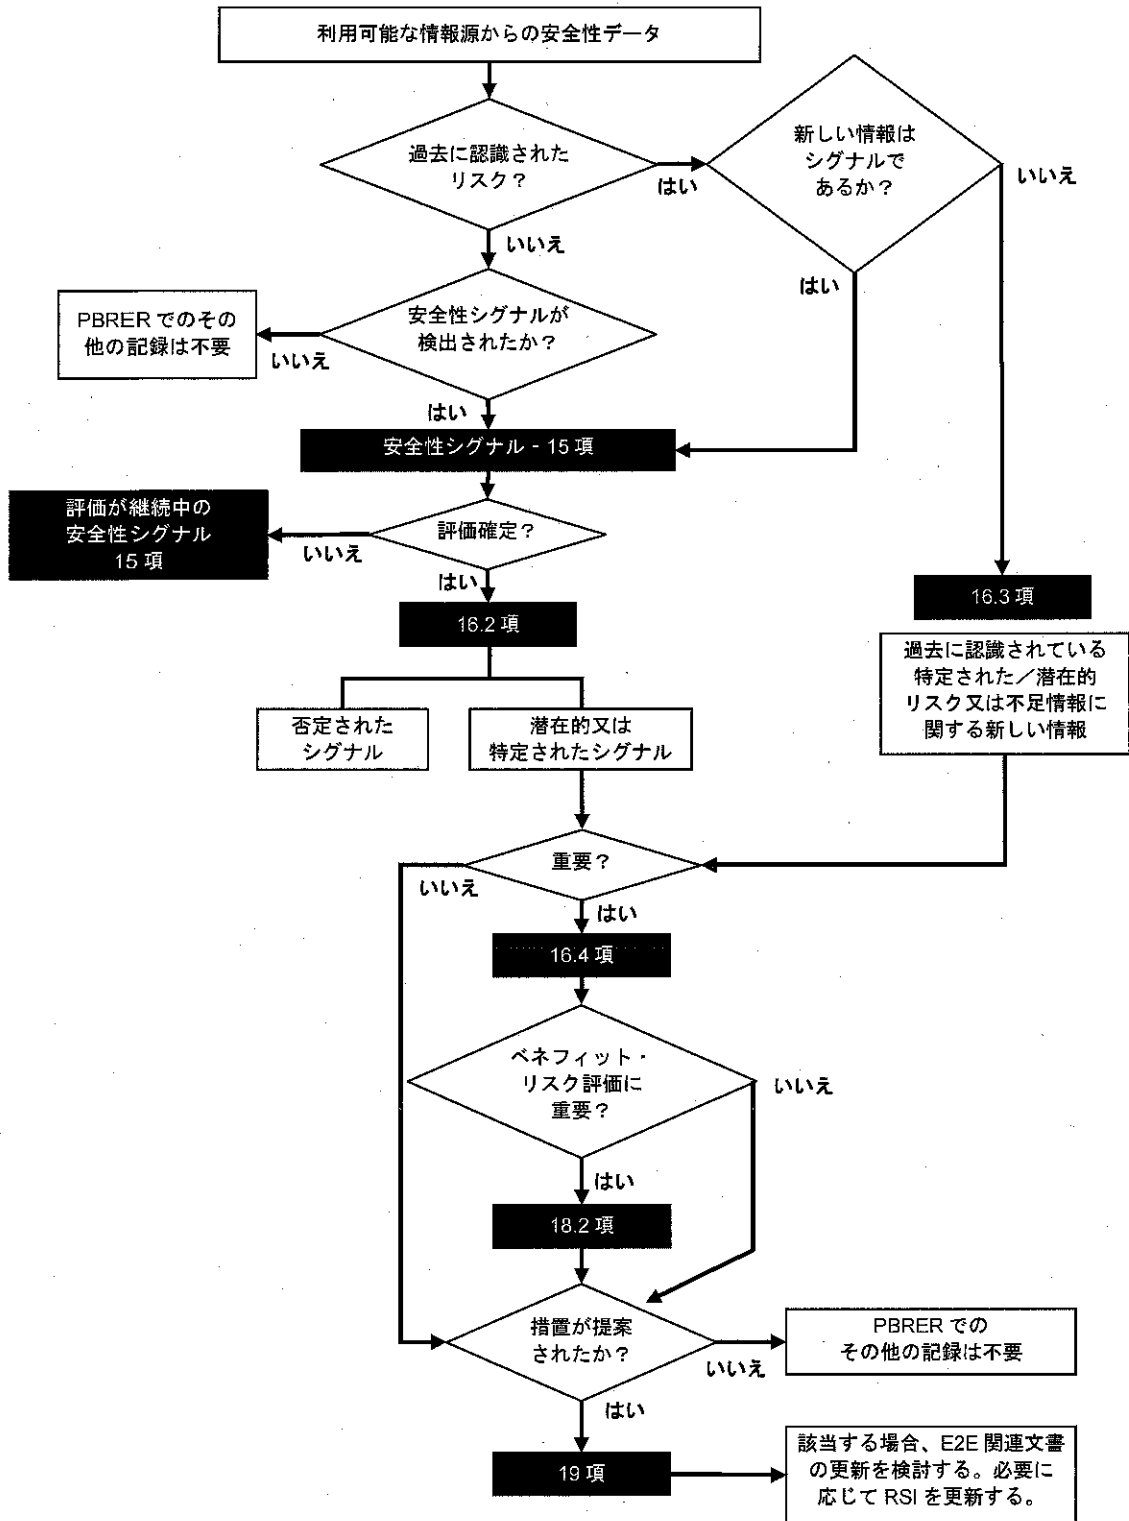 利用可能な情報源からの安全性データ
過去に認識された
リスク？
はい
新しい情報は
シグナルで
あるか？
いいえ
いいえ
はい
安全性シグナルが
検出されたか？
いいえ
PBRER でのその
他の記録は不要
はい
安全性シグナル - 15 項
評価確定？
いいえ
評価が継続中の
安全性シグナル
15 項
はい
16.2 項
16.3 項
過去に認識されている
特定された／潜在的
リスク又は不足情報に
関する新しい情報
否定された
シグナル
潜在的又は
特定されたシグナル
重要？
いいえ
はい
16.4 項
ベネフィット・
リスク評価に
重要？
いいえ
はい
18.2 項
措置が提案
されたか？
いいえ
PBRER での
その他の記録は不要
はい
19 項
該当する場合、E2E 関連文書
の更新を検討する。必要に
応じて RSI を更新する。